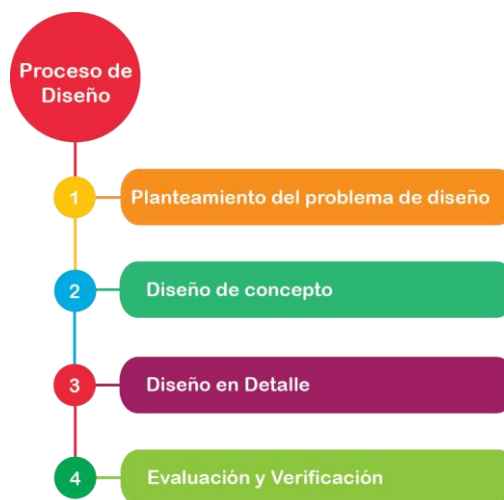 Proceso de
Diseño
1
Planteamiento del problema de diseño
2
Diseño de concepto
3
Diseño en Detalle
4
Evaluación y Verificación